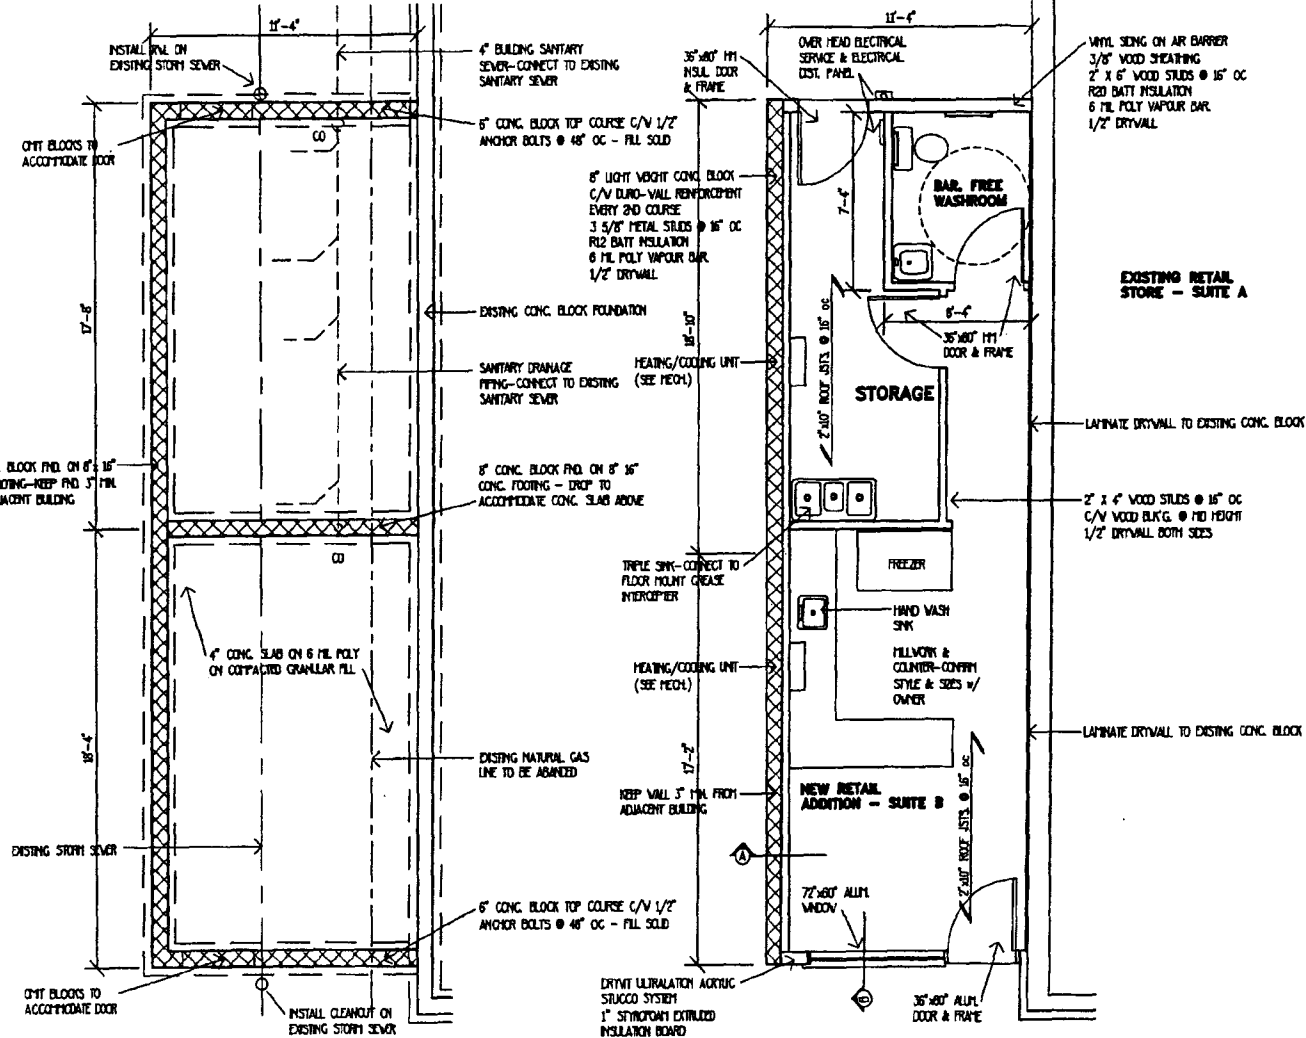 11'-4"
INSTALL RWL ON
EXISTING STORM SEWER
4" BUILDING SANITARY
SEWER-CONNECT TO EXISTING
SANITARY SEWER
OMIT BLOCKS TO
ACCOMMODATE DOOR
6" CONC. BLOCK TOP COURSE C/W 1/2"
ANCHOR BOLTS @ 48" OC - FILL SOLID
CO
17'-8"
EXISTING CONC. BLOCK FOUNDATION
SANITARY DRAINAGE
PIPING-CONNECT TO EXISTING
SANITARY SEWER
BLOCK FND. ON 8"x 16"
OTING-KEEP FND 3" MIN.
JACENT BUILDING
8" CONC. BLOCK FND. ON 8" 16"
CONC. FOOTING - DROP TO
ACCOMMODATE CONC. SLAB ABOVE
CO
4" CONC. SLAB ON 6 MIL POLY
ON COMPACTED GRANULAR FILL
18'-4"
EXISTING NATURAL GAS
LINE TO BE ABANDED
EXISTING STORM SEWER
6" CONC. BLOCK TOP COURSE C/W 1/2"
ANCHOR BOLTS @ 48" OC - FILL SOLID
OMIT BLOCKS TO
ACCOMMODATE DOOR
INSTALL CLEANOUT ON
EXISTING STORM SEWER
11'-4"
36"x80" HM
INSUL DOOR
& FRAME
OVER HEAD ELECTRICAL
SERVICE & ELECTRICAL
DIST. PANEL
VINYL SIDING ON AIR BARRIER
3/8" WOOD SHEATHING
2" X 6" WOOD STUDS @ 16" OC
R20 BATT INSULATION
6 MIL POLY VAPOUR BAR.
1/2" DRYWALL
8" LIGHT WEIGHT CONC. BLOCK
C/W DURO-WALL REINFORCEMENT
EVERY 2ND COURSE
3 5/8" METAL STUDS @ 16" OC
R12 BATT INSULATION
6 MIL POLY VAPOUR BAR.
1/2" DRYWALL
7'-4"
BAR. FREE
WASHROOM
EXISTING RETAIL
STORE - SUITE A
18'-10"
6'-4"
36"x80" HM
DOOR & FRAME
HEATING/COOLING UNIT
(SEE MECH.)
2"x10" ROOF JSTS. @ 16" OC
STORAGE
LAMINATE DRYWALL TO EXISTING CONC. BLOCK
2" X 4" WOOD STUDS @ 16" OC
C/W WOOD BLK'G. @ MID HEIGHT
1/2" DRYWALL BOTH SIDES
TRIPLE SINK-CONNECT TO
FLOOR MOUNT GREASE
INTERCEPTER
FREEZER
HAND WASH
SINK
HEATING/COOLING UNIT
(SEE MECH.)
MILLWORK &
COUNTER-CONFIRM
STYLE & SIZES w/
OWNER
LAMINATE DRYWALL TO EXISTING CONC. BLOCK
17'-2"
KEEP WALL 3" MIN. FROM
ADJACENT BUILDING
NEW RETAIL
ADDITION - SUITE B
2"x10" ROOF JSTS. @ 16" OC
A
72"x60" ALUM.
WINDOW
DRYVIT ULTRALATION ACRYLIC
STUCCO SYSTEM
1" STYROFOAM EXTRUDED
INSULATION BOARD
B
36"x80" ALUM.
DOOR & FRAME